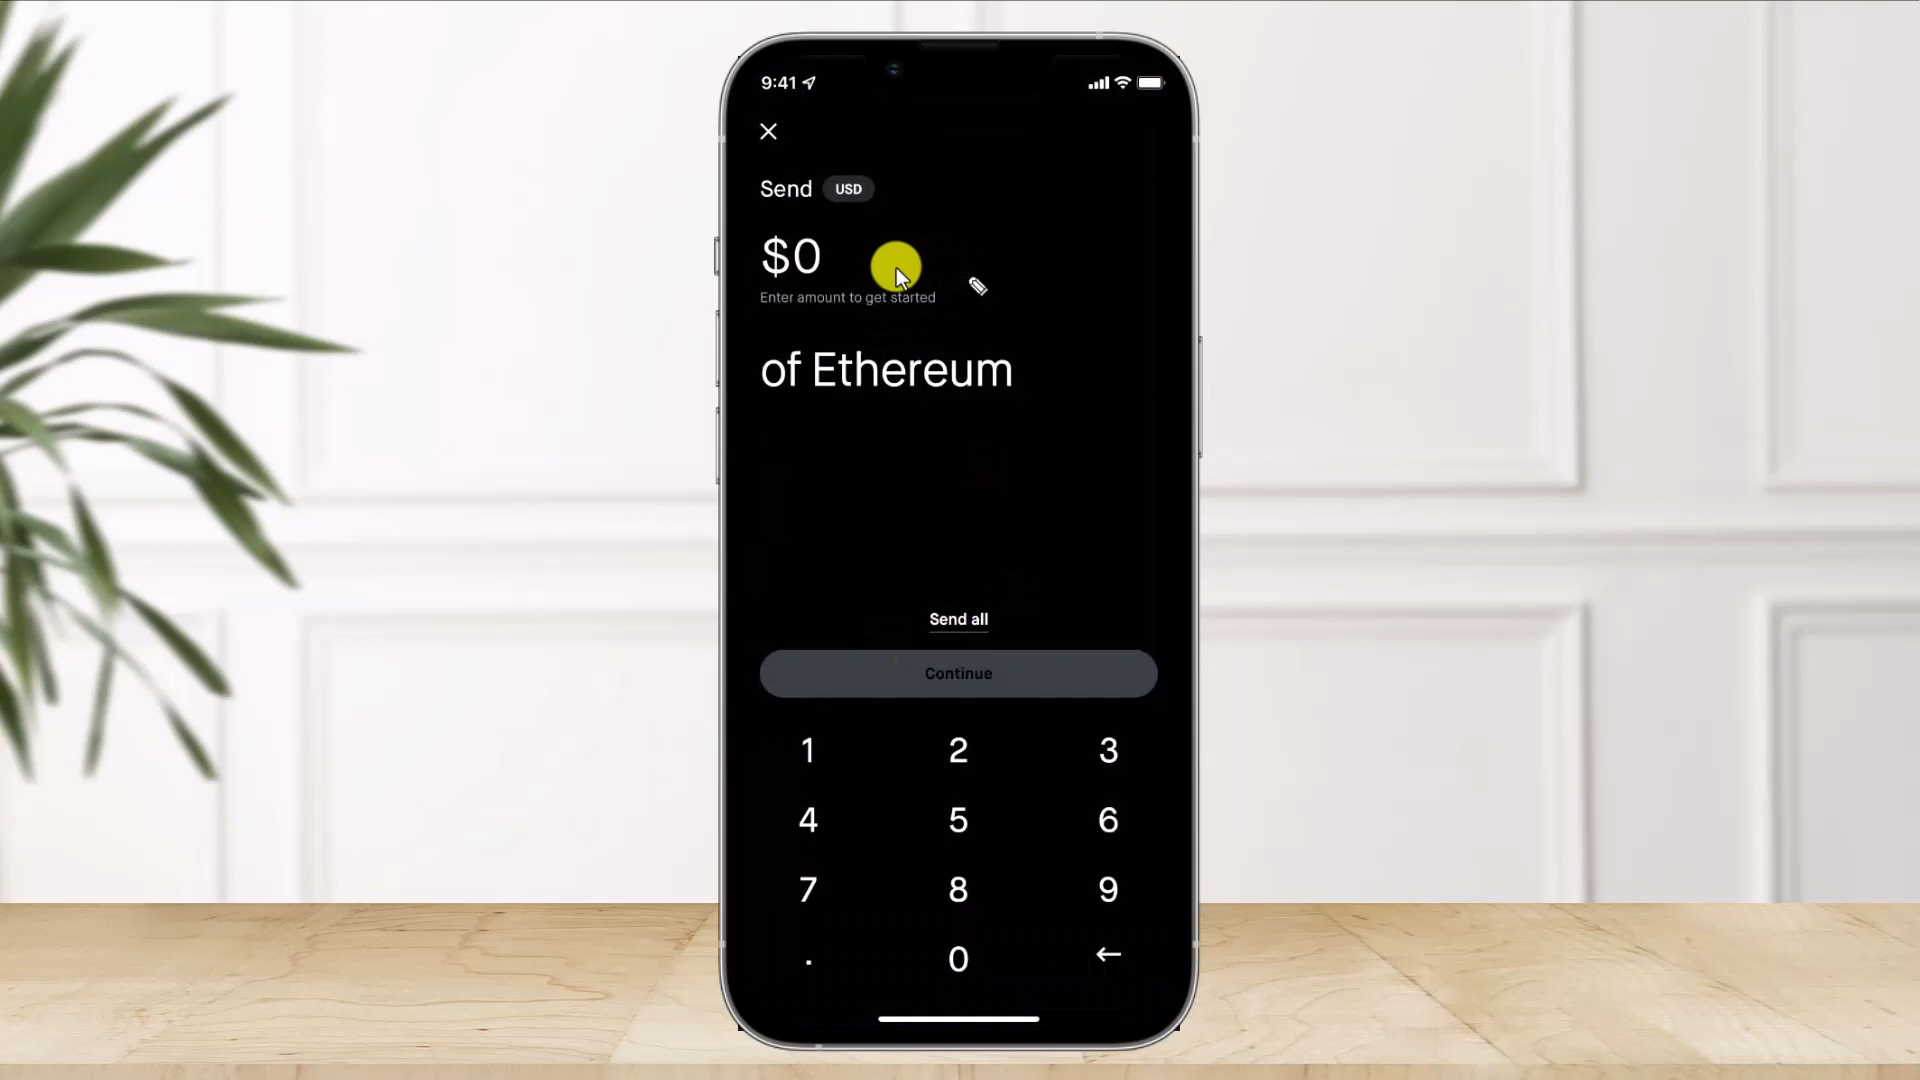 9:41
Send USD
$0
Enter amount to get started
of Ethereum
Send all
Continue
1 2 3
4 5 6
7 8 9
. 0 ←